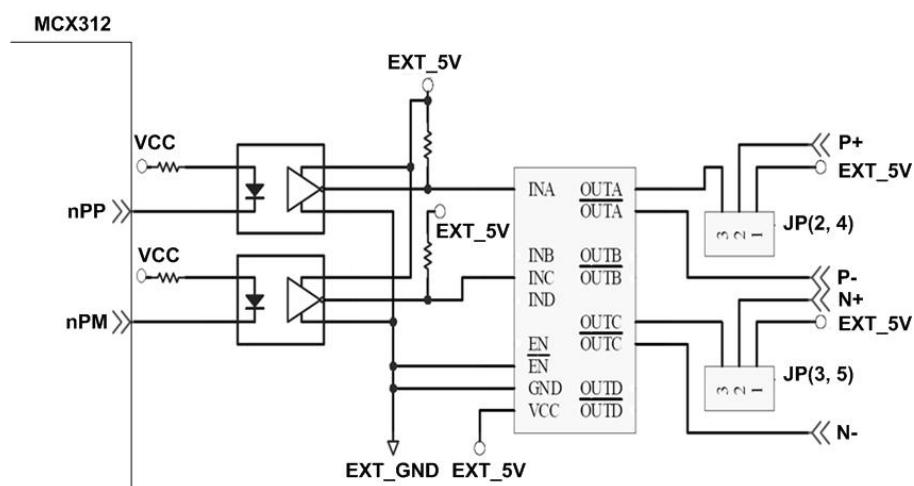 MCX312
EXT_5V
VCC
nPP
VCC
nPM
EXT_5V
EXT_GND
EXT_5V
INA OUTA
OUTA
INB OUTB
INC OUTB
IND
OUTC
EN OUTC
EN
GND OUTD
VCC OUTD
3 2 1
P+
EXT_5V
JP(2, 4)
P-
N+
EXT_5V
3 2 1
JP(3, 5)
N-